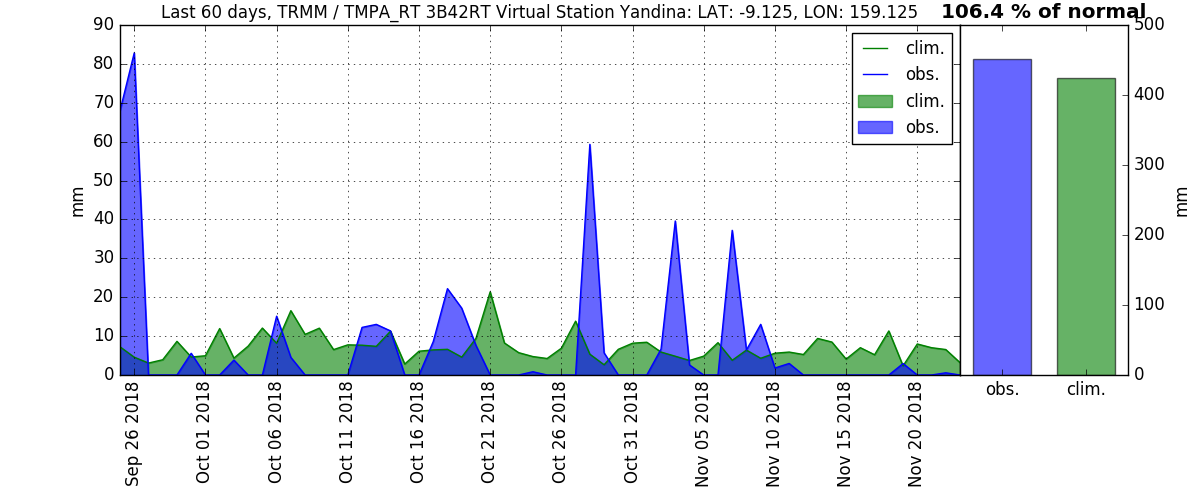 Last 60 days, TRMM / TMPA_RT 3B42RT Virtual Station Yandina: LAT: -9.125, LON: 159.125
106.4 % of normal
90
80
70
60
50
40
30
20
10
0
mm
clim.
obs.
clim.
obs.
Sep 26 2018
Oct 01 2018
Oct 06 2018
Oct 11 2018
Oct 16 2018
Oct 21 2018
Oct 26 2018
Oct 31 2018
Nov 05 2018
Nov 10 2018
Nov 15 2018
Nov 20 2018
500
400
300
200
100
0
mm
obs.
clim.